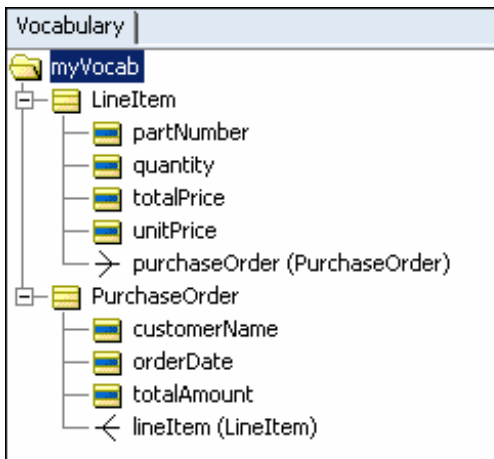 Vocabulary
myVocab
LineItem
partNumber
quantity
totalPrice
unitPrice
purchaseOrder (PurchaseOrder)
PurchaseOrder
customerName
orderDate
totalAmount
lineItem (LineItem)